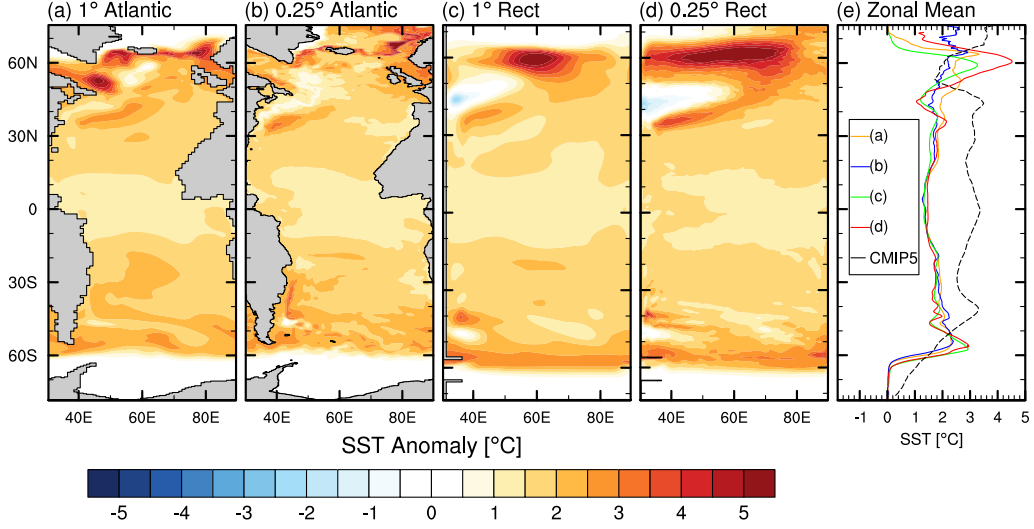 (a) 1° Atlantic (b) 0.25° Atlantic (c) 1° Rect (d) 0.25° Rect (e) Zonal Mean
60N
30N
0
30S
60S
(a)
(b)
(c)
(d)
CMIP5
40E 60E 80E 40E 60E 80E 40E 60E 80E 40E 60E 80E -1 0 1 2 3 4 5
SST [°C]
SST Anomaly [°C]
-5 -4 -3 -2 -1 0 1 2 3 4 5